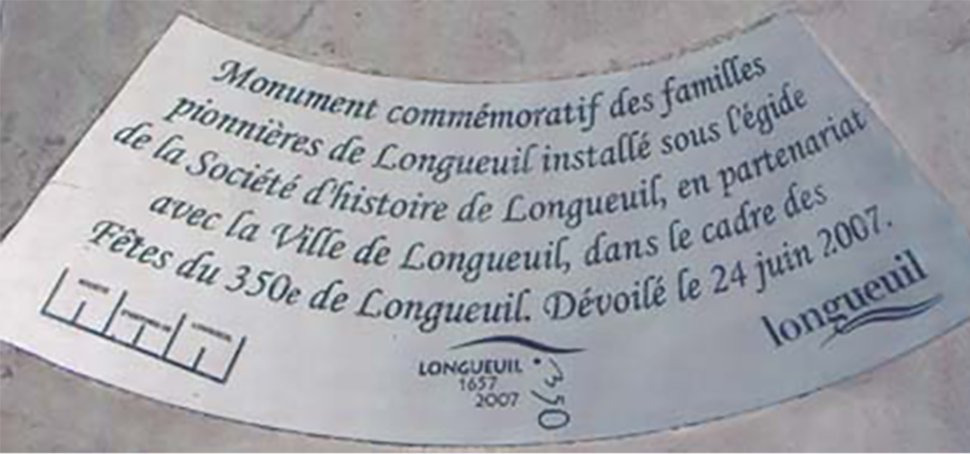 Monument commémoratif des familles
pionnières de Longueuil installé sous l'égide
de la Société d'histoire de Longueuil, en partenariat
avec la Ville de Longueuil, dans le cadre des
Fêtes du 350e de Longueuil. Dévoilé le 24 juin 2007.
LONGUEUIL
1657
2007
350
longueuil